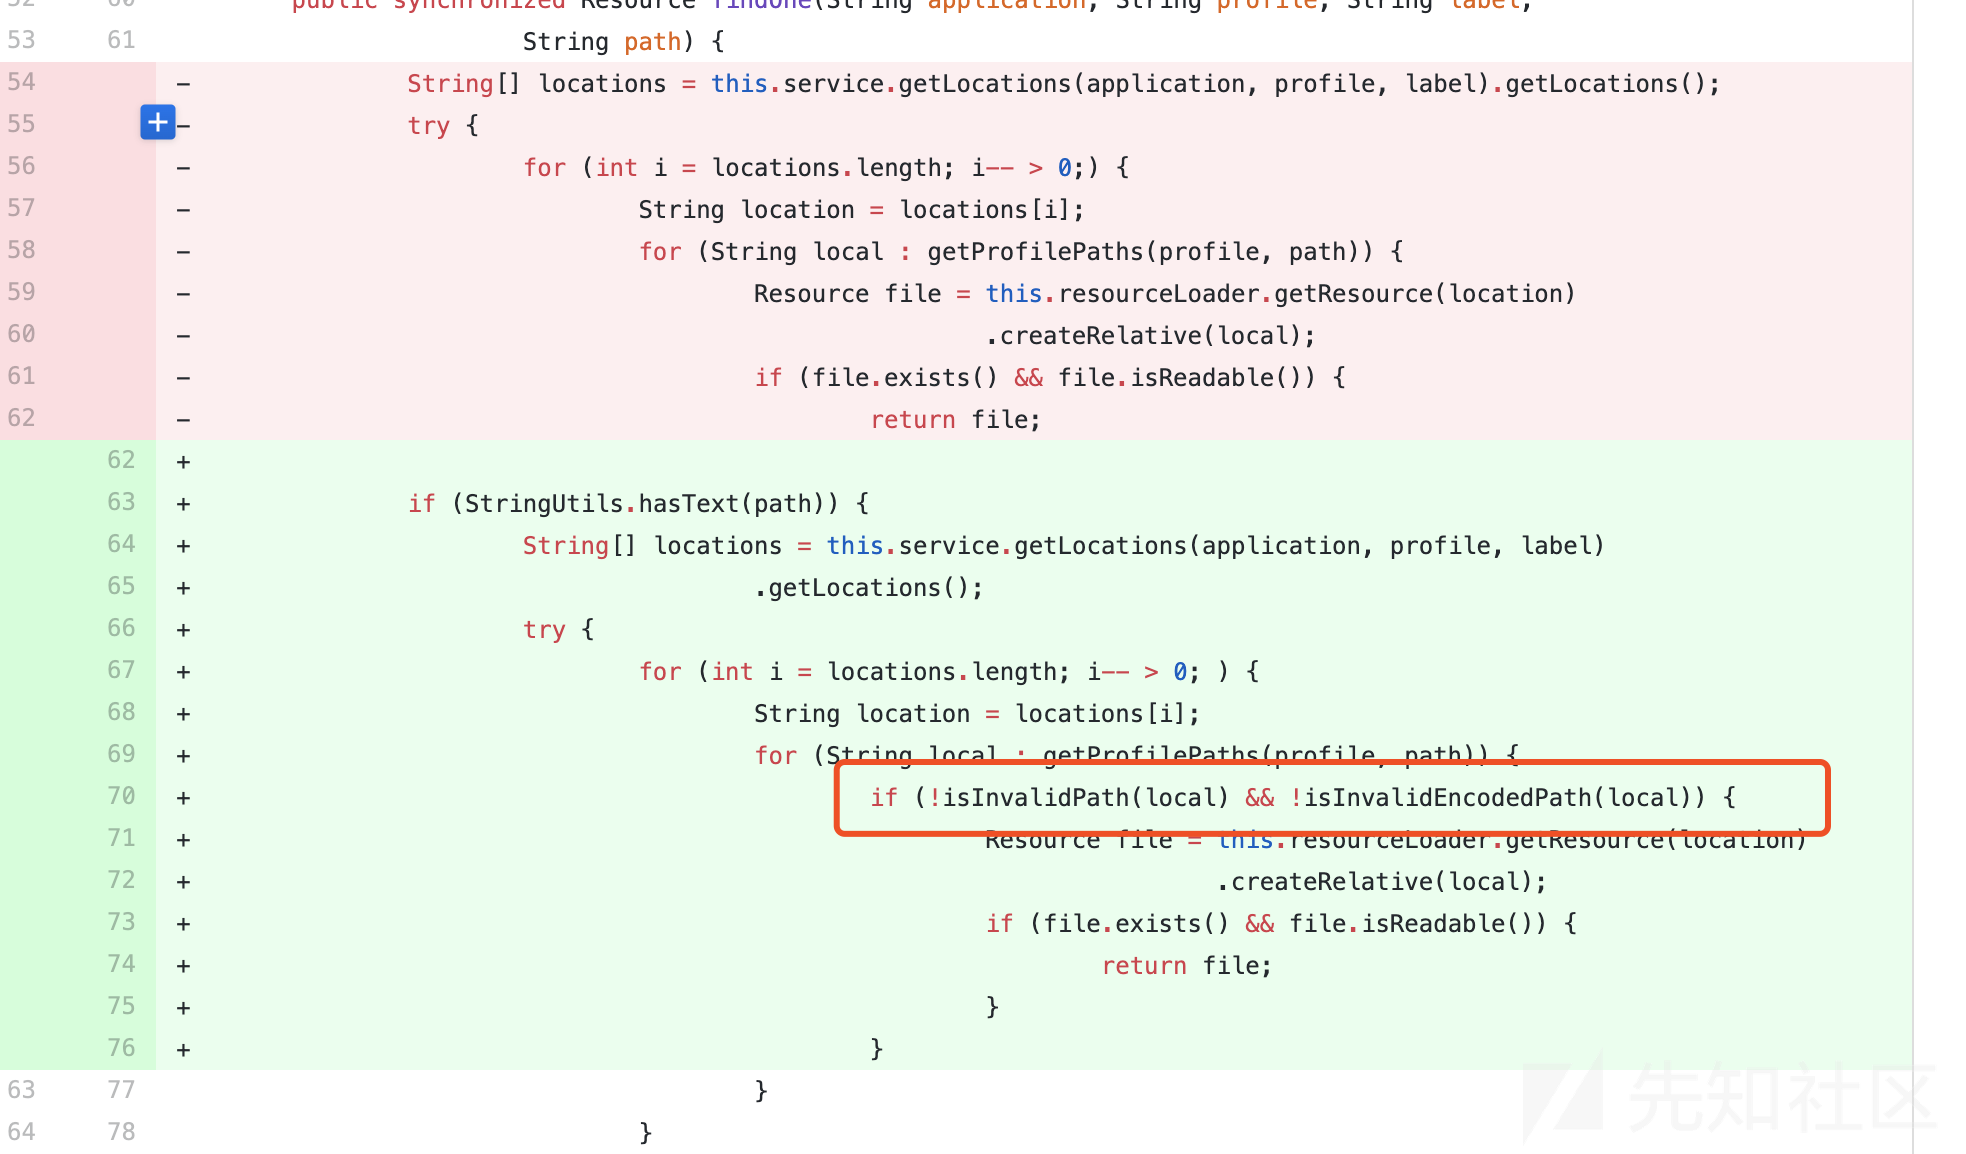 52 60 public synchronized Resource findOne(String application, String profile, String label,
53 61 String path) {
54 - String[] locations = this.service.getLocations(application, profile, label).getLocations();
55 + - try {
56 - for (int i = locations.length; i-- > 0;) {
57 - String location = locations[i];
58 - for (String local : getProfilePaths(profile, path)) {
59 - Resource file = this.resourceLoader.getResource(location)
60 - .createRelative(local);
61 - if (file.exists() && file.isReadable()) {
62 - return file;
62 +
63 + if (StringUtils.hasText(path)) {
64 + String[] locations = this.service.getLocations(application, profile, label)
65 + .getLocations();
66 + try {
67 + for (int i = locations.length; i-- > 0; ) {
68 + String location = locations[i];
69 + for (String local : getProfilePaths(profile, path)) {
70 + if (!isInvalidPath(local) && !isInvalidEncodedPath(local)) {
71 + Resource file = this.resourceLoader.getResource(location)
72 + .createRelative(local);
73 + if (file.exists() && file.isReadable()) {
74 + return file;
75 + }
76 + }
63 77 }
64 78 }
先知社区